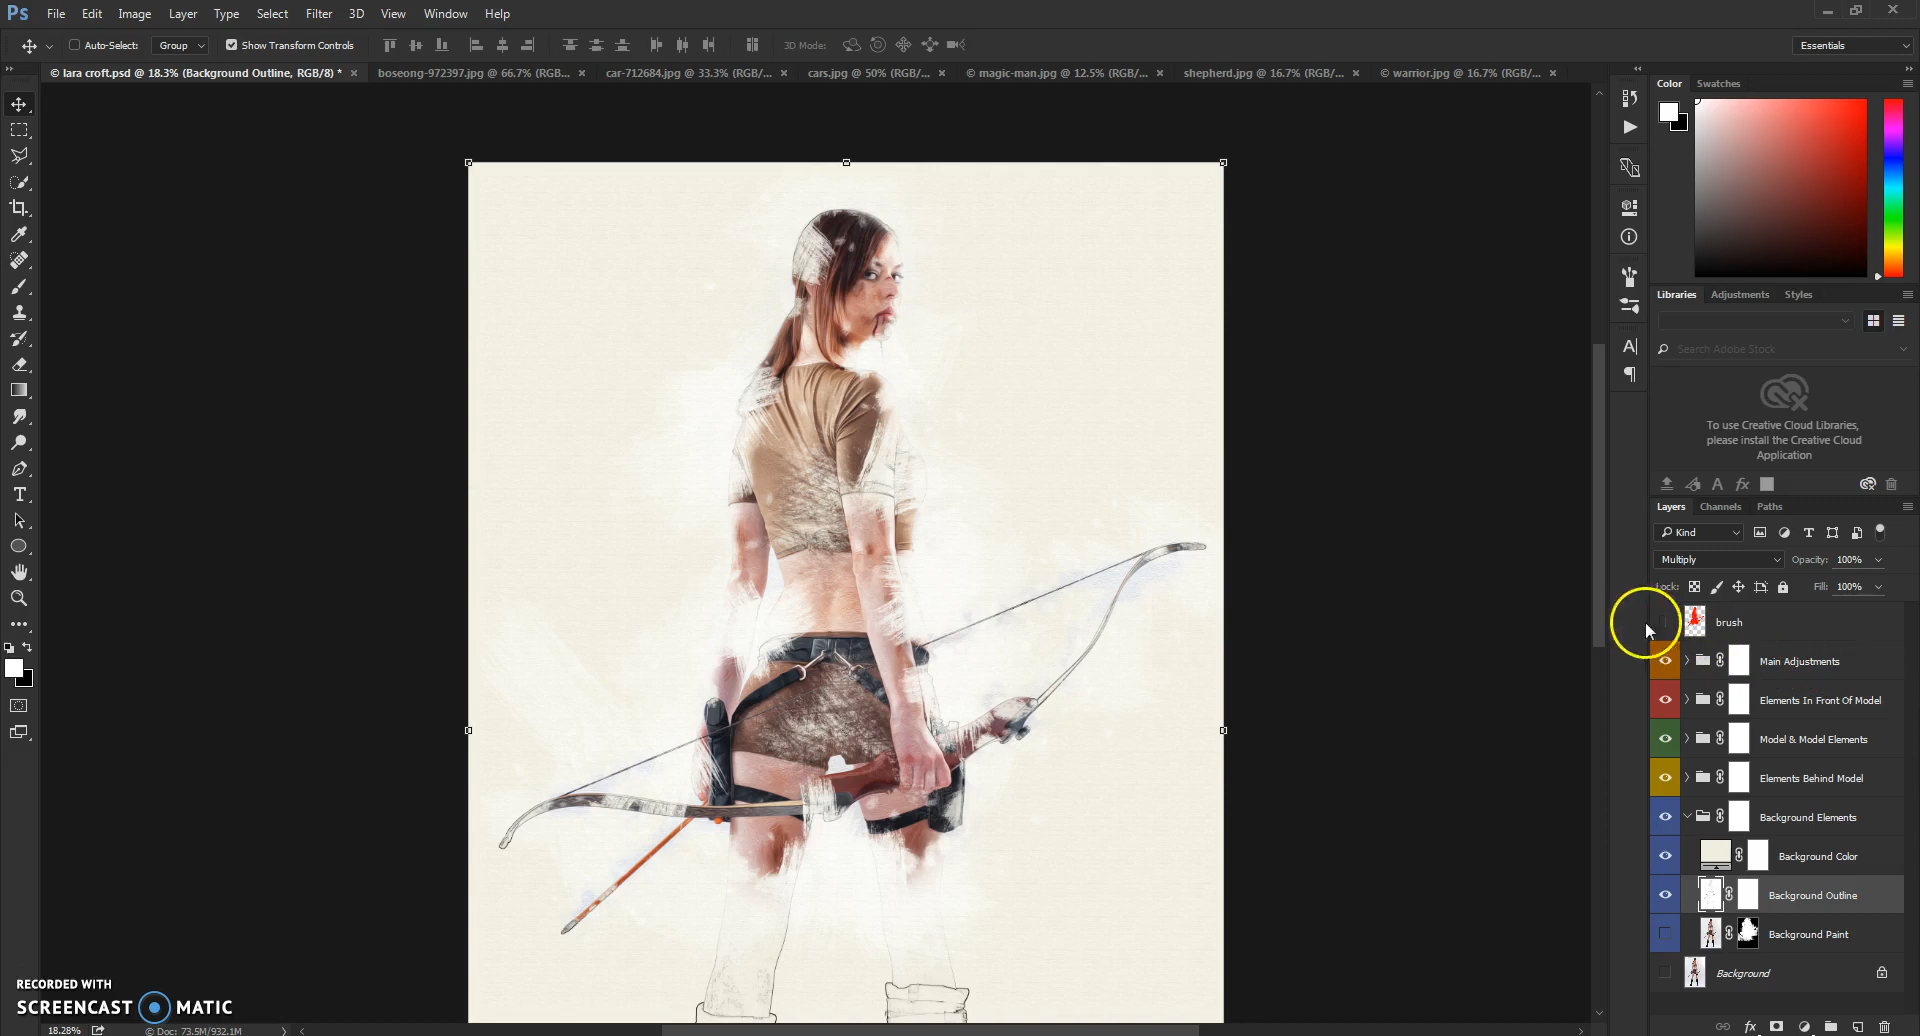 Ps File Edit Image Layer Type Select Filter 3D View Window Help
Auto-Select: Group Show Transform Controls 3D Mode: Essentials
© lara croft.psd @ 18.3% (Background Outline, RGB/8) * × boseong-972397.jpg @ 66.7% (RGB... × car-712684.jpg @ 33.3% (RGB/... × cars.jpg @ 50% (RGB/... × © magic-man.jpg @ 12.5% (RGB/... × shepherd.jpg @ 16.7% (RGB/... × © warrior.jpg @ 16.7% (RGB/... ×
Color Swatches
Libraries Adjustments Styles
Search Adobe Stock
To use Creative Cloud Libraries,
please install the Creative Cloud
Application
Layers Channels Paths
Kind
Multiply Opacity: 100%
Lock: Fill: 100%
brush
Main Adjustments
Elements In Front Of Model
Model & Model Elements
Elements Behind Model
Background Elements
Background Color
Background Outline
Background Paint
Background
RECORDED WITH
SCREENCAST MATIC
18.28% © Doc: 73.5M/932.1M